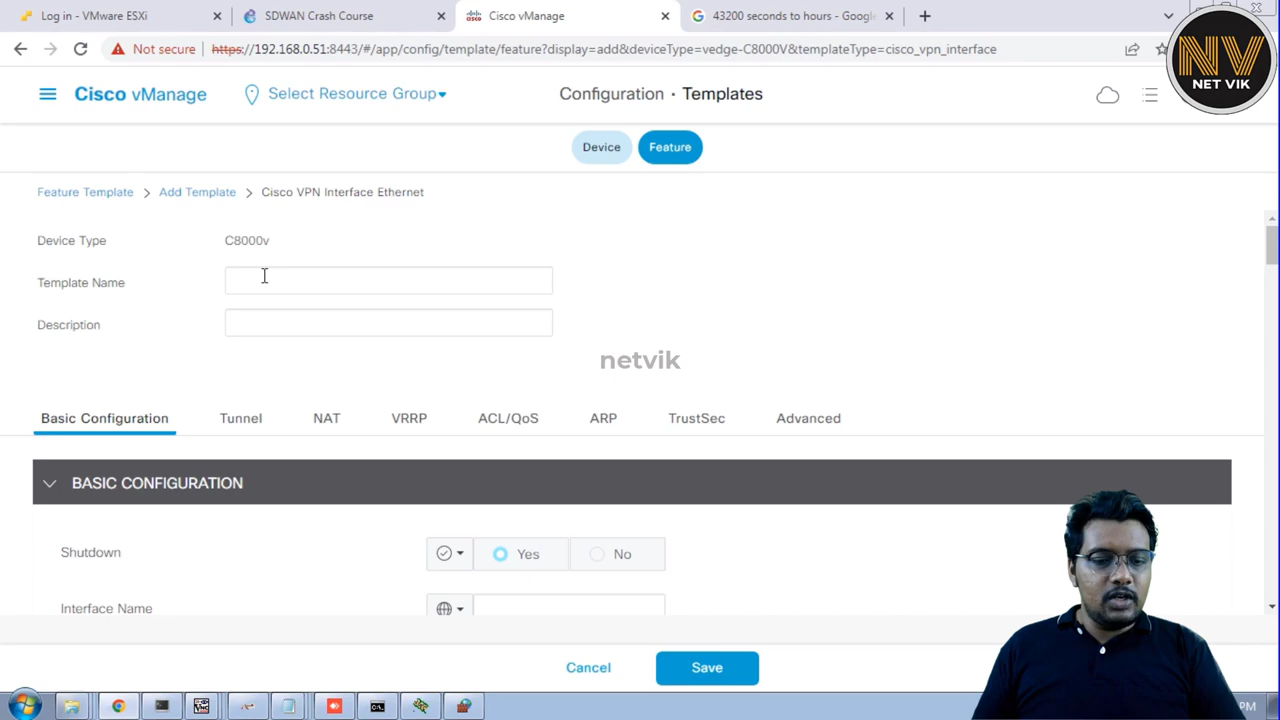 Log in - VMware ESXi
SDWAN Crash Course
Cisco vManage
43200 seconds to hours - Google
Not secure
https://192.168.0.51:8443/#/app/config/template/feature?display=add&deviceType=vedge-C8000V&templateType=cisco_vpn_interface
NV
NET VIK
Cisco vManage
Select Resource Group
Configuration · Templates
Device
Feature
Feature Template > Add Template > Cisco VPN Interface Ethernet
Device Type
C8000v
Template Name
Description
netvik
Basic Configuration
Tunnel
NAT
VRRP
ACL/QoS
ARP
TrustSec
Advanced
BASIC CONFIGURATION
Shutdown
Yes
No
Interface Name
Cancel
Save
PM